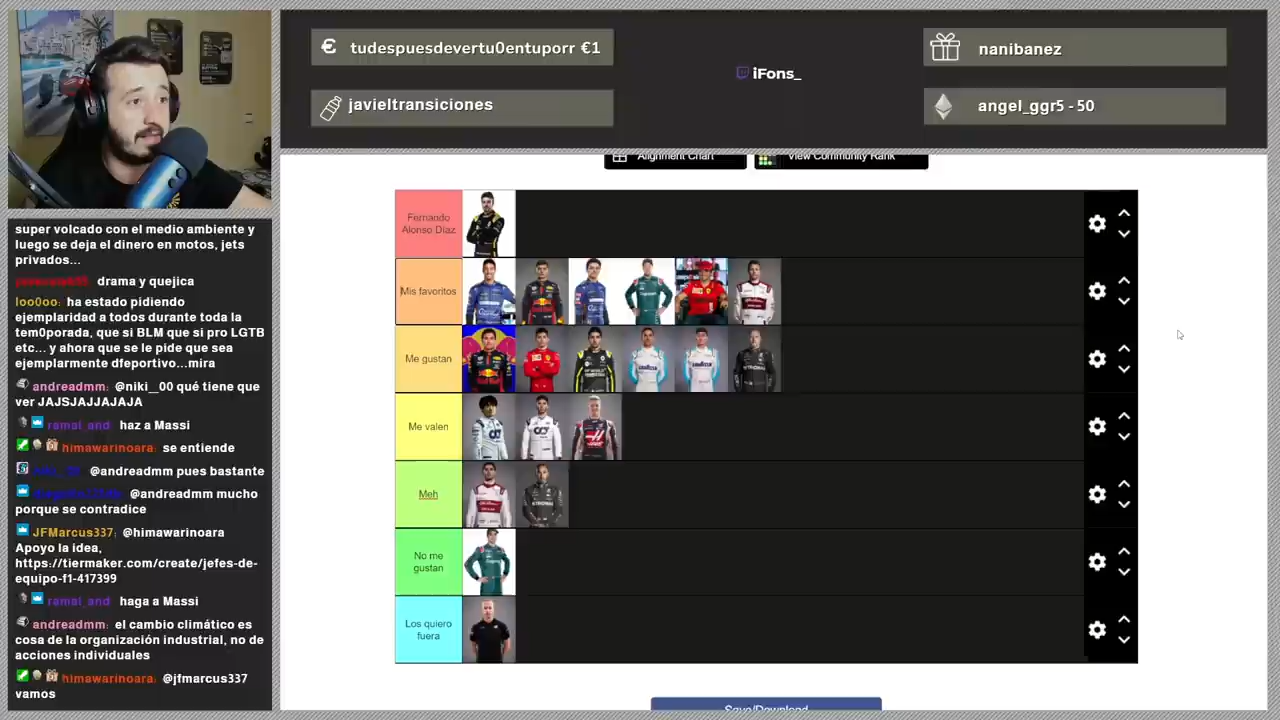 € tudespuesdevertu0entuporr €1
nanibanez
iFons_
javieltransiciones
angel_ggr5 - 50
Alignment Chart
View Community Rank
super volcado con el medio ambiente y
luego se deja el dinero en motos, jets
privados...
drama y quejica
loo0oo: ha estado pidiendo
ejemplaridad a todos durante toda la
tem0porada, que si BLM que si pro LGTB
etc... y ahora que se le pide que sea
ejemplarmente dfeportivo...mira
andreadmm: @niki__00 qué tiene que
ver JAJSJAJJAJAJA
ramal_and haz a Massi
himawarinoara: se entiende
@andreadmm pues bastante
@andreadmm mucho
porque se contradice
JFMarcus337: @himawarinoara
Apoyo la idea,
https://tiermaker.com/create/jefes-de-
equipo-f1-417399
ramal_and haga a Massi
andreadmm: el cambio climático es
cosa de la organización industrial, no de
acciones individuales
himawarinoara: @jfmarcus337
vamos
Fernando
Alonso Díaz
Mis favoritos
Me gustan
Me valen
Meh
No me
gustan
Los quiero
fuera
Save/Download